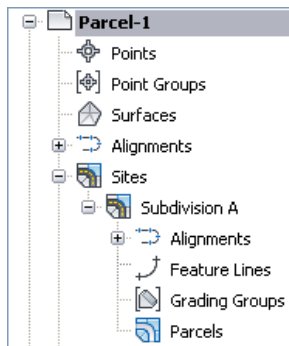 Parcel-1
Points
Point Groups
Surfaces
Alignments
Sites
Subdivision A
Alignments
Feature Lines
Grading Groups
Parcels